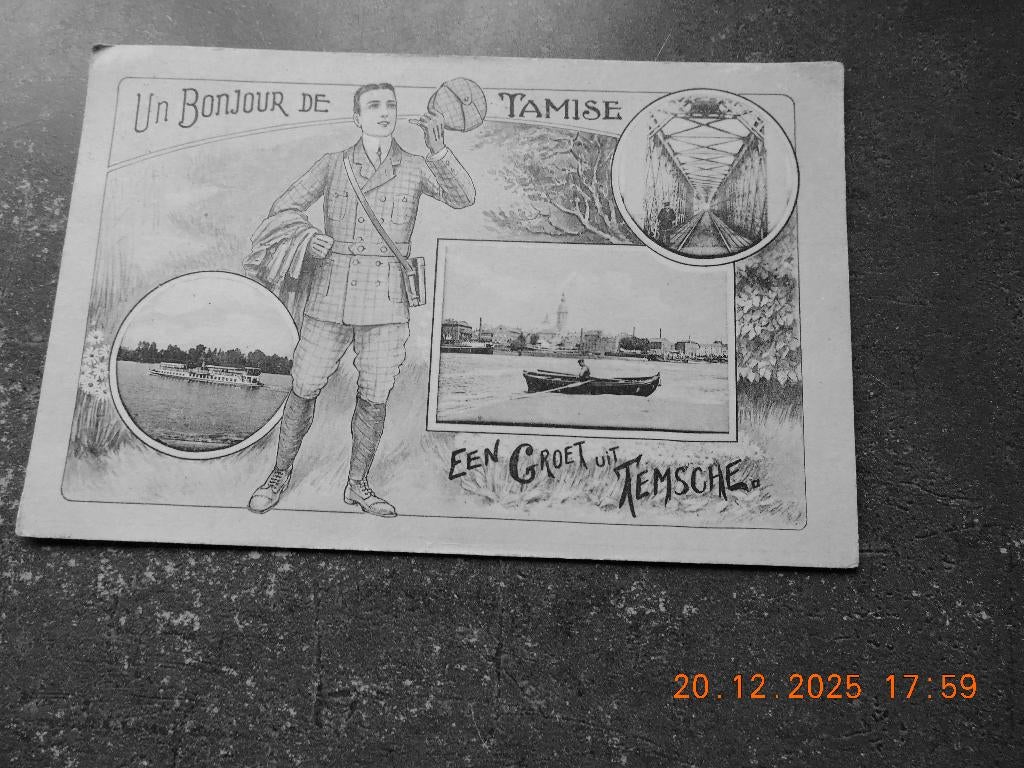 Un Bonjour de Tamise
Een Groet uit Temsche.
20.12.2025 17:59